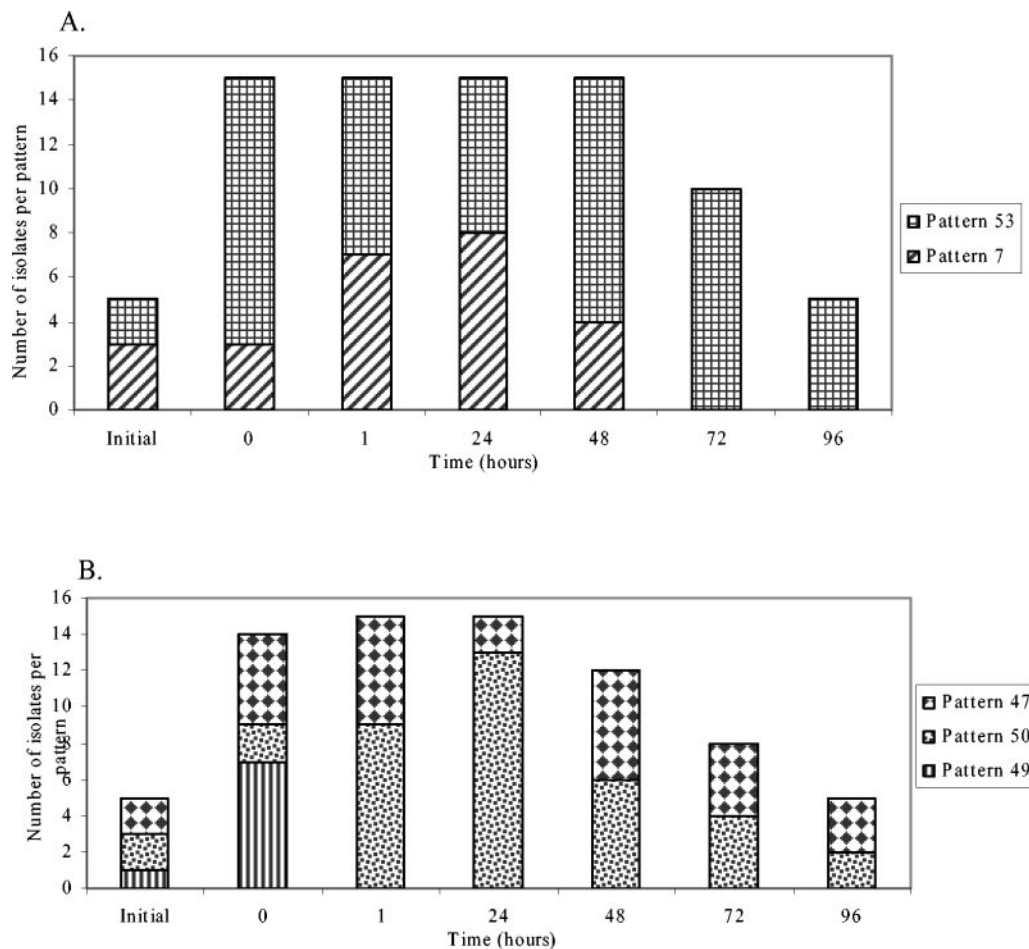 A.
16
14
12
10
8
6
4
2
0
Number of isolates per pattern
Initial 0 1 24 48 72 96
Time (hours)
Pattern 53
Pattern 7
B.
16
14
12
10
8
6
4
2
0
Number of isolates per
pattern
Initial 0 1 24 48 72 96
Time (hours)
Pattern 47
Pattern 50
Pattern 49